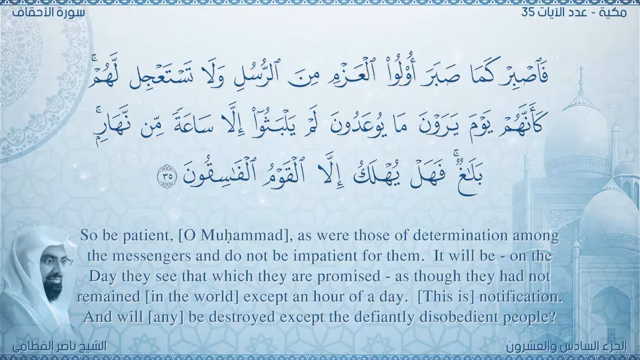 مكية - عدد الآيات 35
سورة الأحقاف
فَٱصْبِرْ كَمَا صَبَرَ أُو۟لُوا۟ ٱلْعَزْمِ مِنَ ٱلرُّسُلِ وَلَا تَسْتَعْجِل لَّهُمْ ۚ
كَأَنَّهُمْ يَوْمَ يَرَوْنَ مَا يُوعَدُونَ لَمْ يَلْبَثُوٓا۟ إِلَّا سَاعَةً مِّن نَّهَارٍۭ ۚ
بَلَٰغٌ ۚ فَهَلْ يُهْلَكُ إِلَّا ٱلْقَوْمُ ٱلْفَٰسِقُونَ ٣٥
So be patient, [O Muḥammad], as were those of determination among
the messengers and do not be impatient for them. It will be - on the
Day they see that which they are promised - as though they had not
remained [in the world] except an hour of a day. [This is] notification.
And will [any] be destroyed except the defiantly disobedient people?
الجزء السادس والعشرون
الشيخ ناصر القطامي